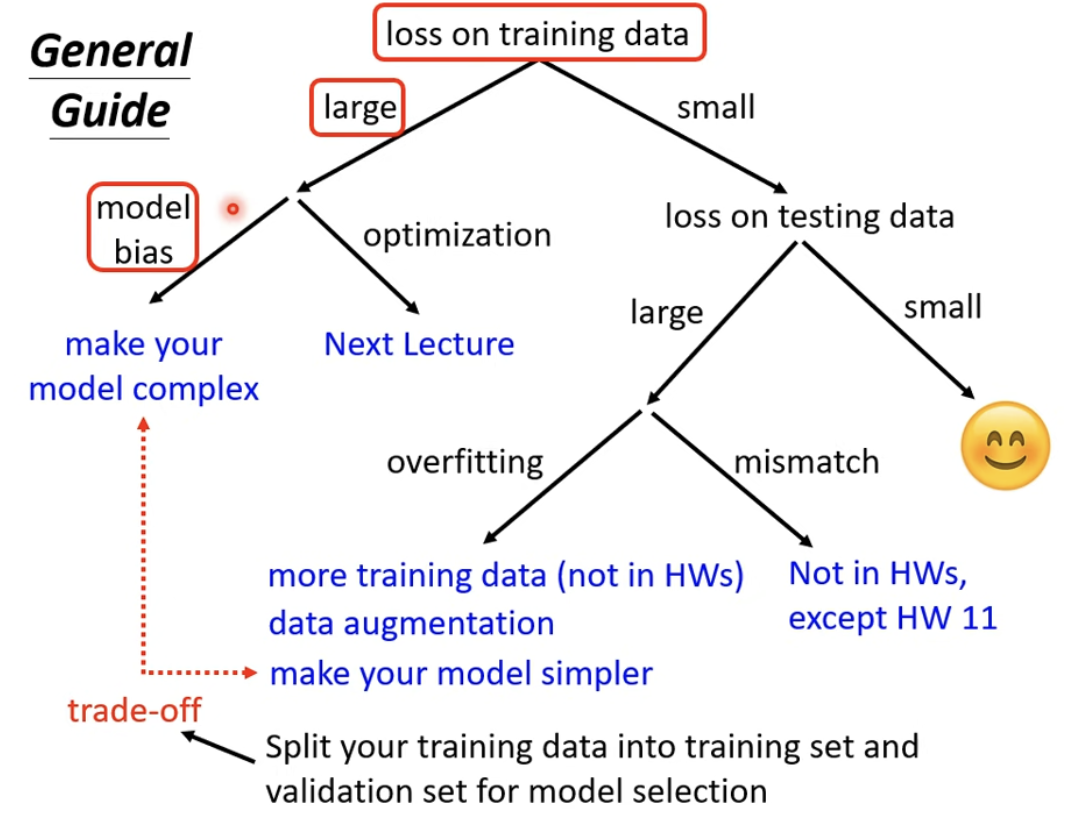 General
Guide
loss on training data
large
small
model
bias
optimization
loss on testing data
make your
model complex
Next Lecture
large
small
overfitting
mismatch
more training data (not in HWs)
data augmentation
make your model simpler
Not in HWs,
except HW 11
trade-off
Split your training data into training set and
validation set for model selection